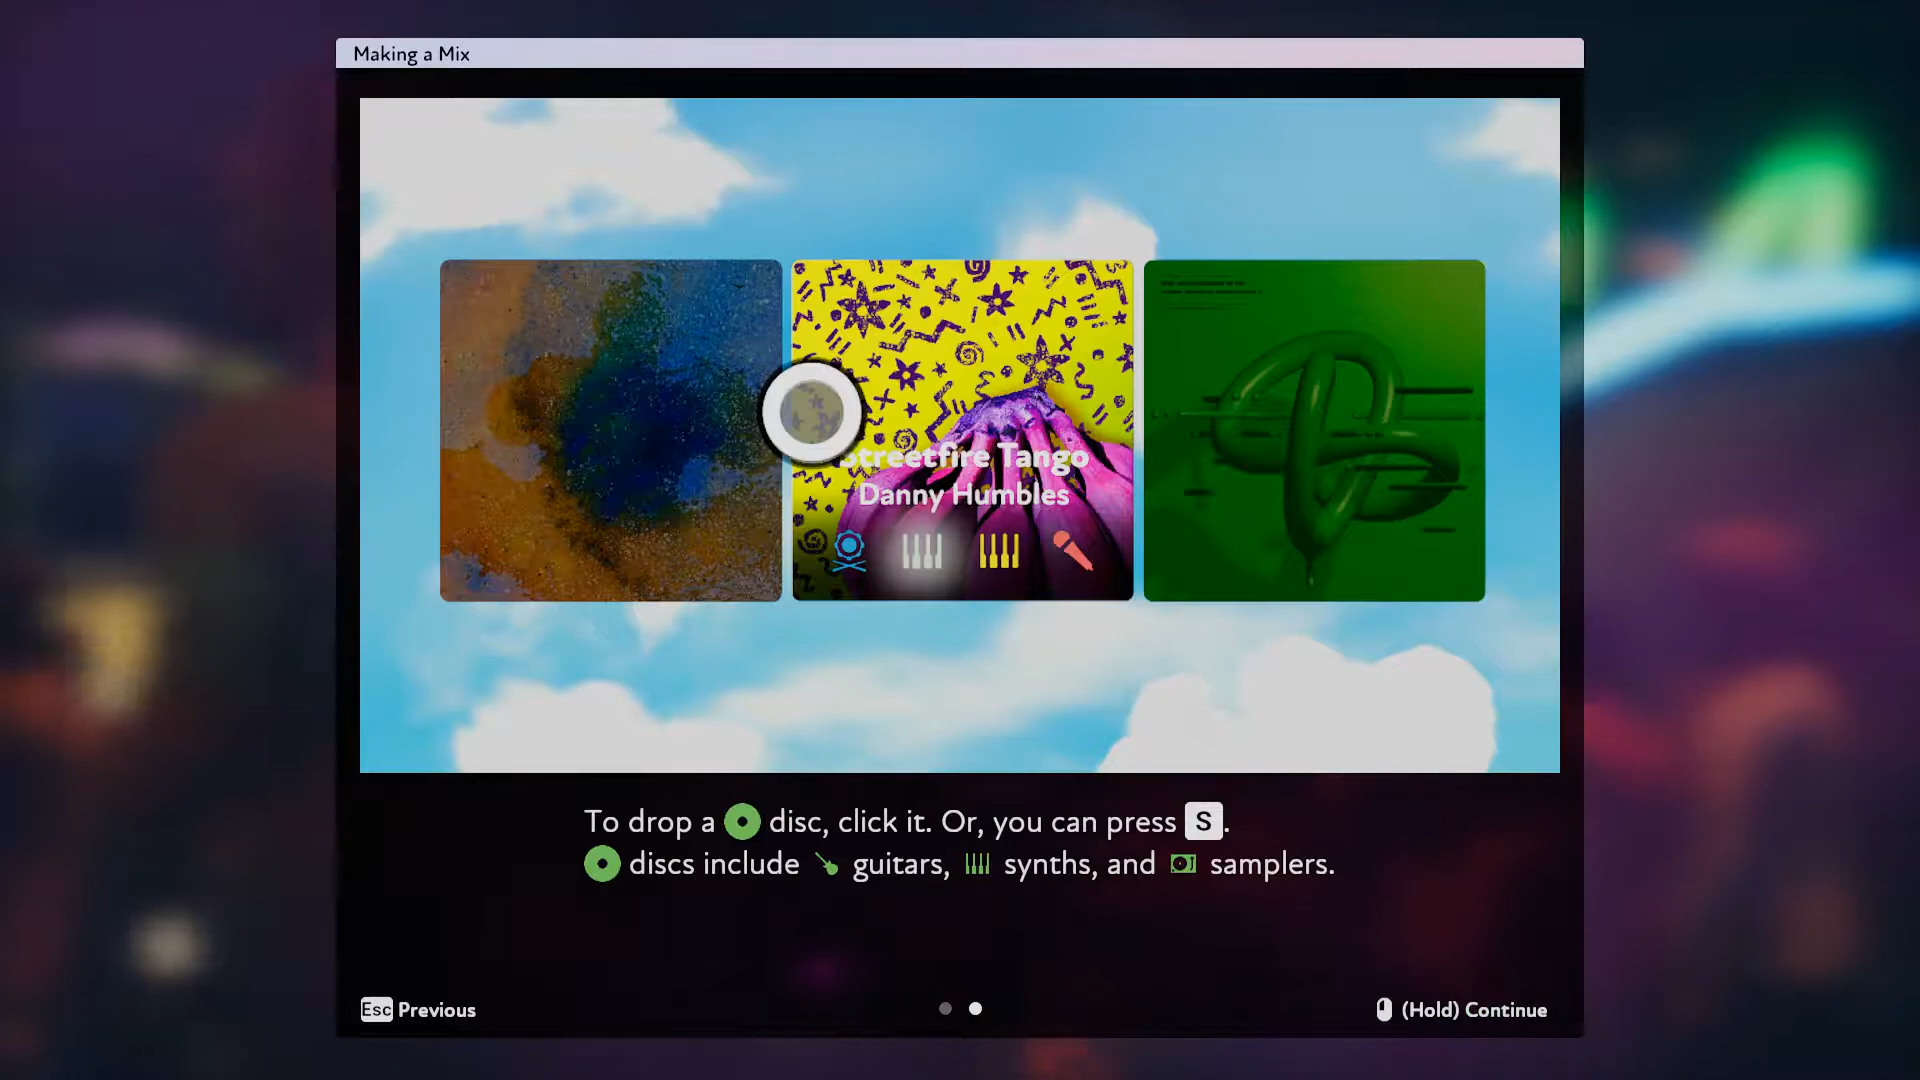 Making a Mix
Streetfire Tango
Danny Humbles
To drop a disc, click it. Or, you can press S.
discs include guitars, synths, and samplers.
Esc Previous
(Hold) Continue